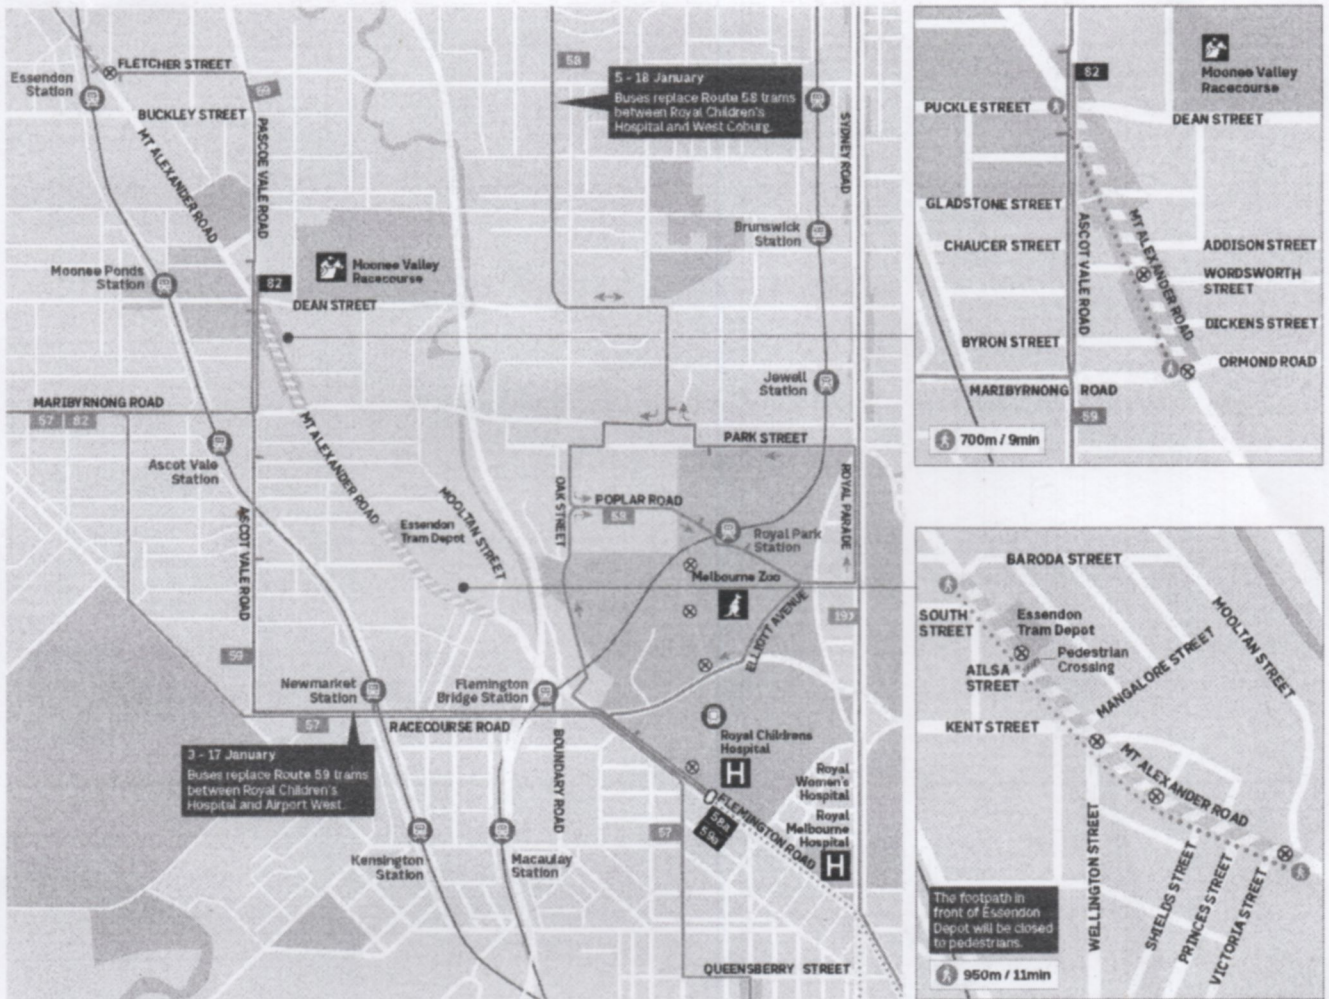 Essendon
Station
FLETCHER STREET
59
BUCKLEY STREET
MT ALEXANDER ROAD
PASCOE VALE ROAD
58
5 - 18 January
Buses replace Route 58 trams
between Royal Children's
Hospital and West Coburg.
SYDNEY ROAD
Brunswick
Station
Moonee Ponds
Station
Moonee Valley
Racecourse
82
DEAN STREET
Jewell
Station
MARIBYRNONG ROAD
57 82
Ascot Vale
Station
MT ALEXANDER ROAD
PARK STREET
ASCOT VALE ROAD
MOOLTAN STREET
Essendon
Tram Depot
OAK STREET
POPLAR ROAD
58
ROYAL PARADE
Royal Park
Station
Melbourne Zoo
ELLIOTT AVENUE
59
Newmarket
Station
Flemington
Bridge Station
57
RACECOURSE ROAD
3 - 17 January
Buses replace Route 59 trams
between Royal Children's
Hospital and Airport West.
BOUNDARY ROAD
Royal Childrens
Hospital
H
Royal
Women's
Hospital
Royal
Melbourne
Hospital
H
FLEMINGTON ROAD
58A
59a
57
Kensington
Station
Macaulay
Station
QUEENSBERRY STREET
82
Moonee Valley
Racecourse
PUCKLE STREET
DEAN STREET
GLADSTONE STREET
CHAUCER STREET
ASCOT VALE ROAD
MT ALEXANDER ROAD
ADDISON STREET
WORDSWORTH
STREET
DICKENS STREET
BYRON STREET
ORMOND ROAD
MARIBYRNONG ROAD
59
700m / 9min
BARODA STREET
SOUTH
STREET
Essendon
Tram Depot
Pedestrian
Crossing
MOOLTAN STREET
AILSA
STREET
MANGALORE STREET
KENT STREET
MT ALEXANDER ROAD
WELLINGTON STREET
SHIELDS STREET
PRINCES STREET
VICTORIA STREET
The footpath in
front of Essendon
Depot will be closed
to pedestrians.
950m / 11min